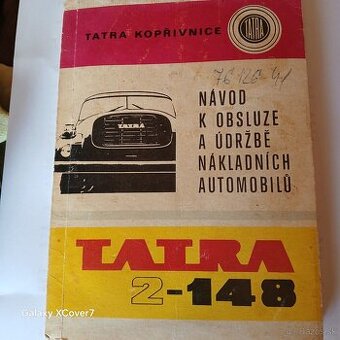 TATRA KOPŘIVNICE
TATRA
NÁVOD
K OBSLUZE
A ÚDRŽBĚ
NÁKLADNÍCH
AUTOMOBILŮ
TATRA
TATRA
2-148
Galaxy XCover7